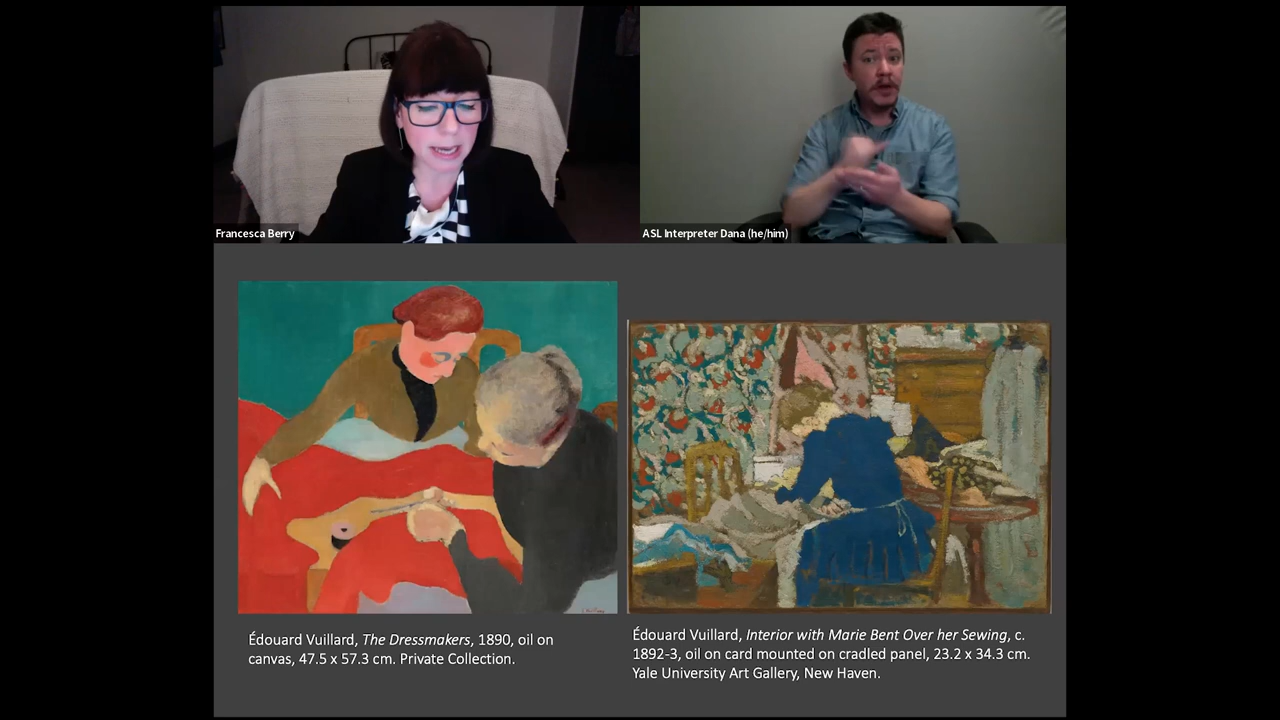 Francesca Berry
ASL Interpreter Dana (he/him)
Édouard Vuillard, The Dressmakers, 1890, oil on
canvas, 47.5 x 57.3 cm. Private Collection.
Édouard Vuillard, Interior with Marie Bent Over her Sewing, c.
1892-3, oil on card mounted on cradled panel, 23.2 x 34.3 cm.
Yale University Art Gallery, New Haven.